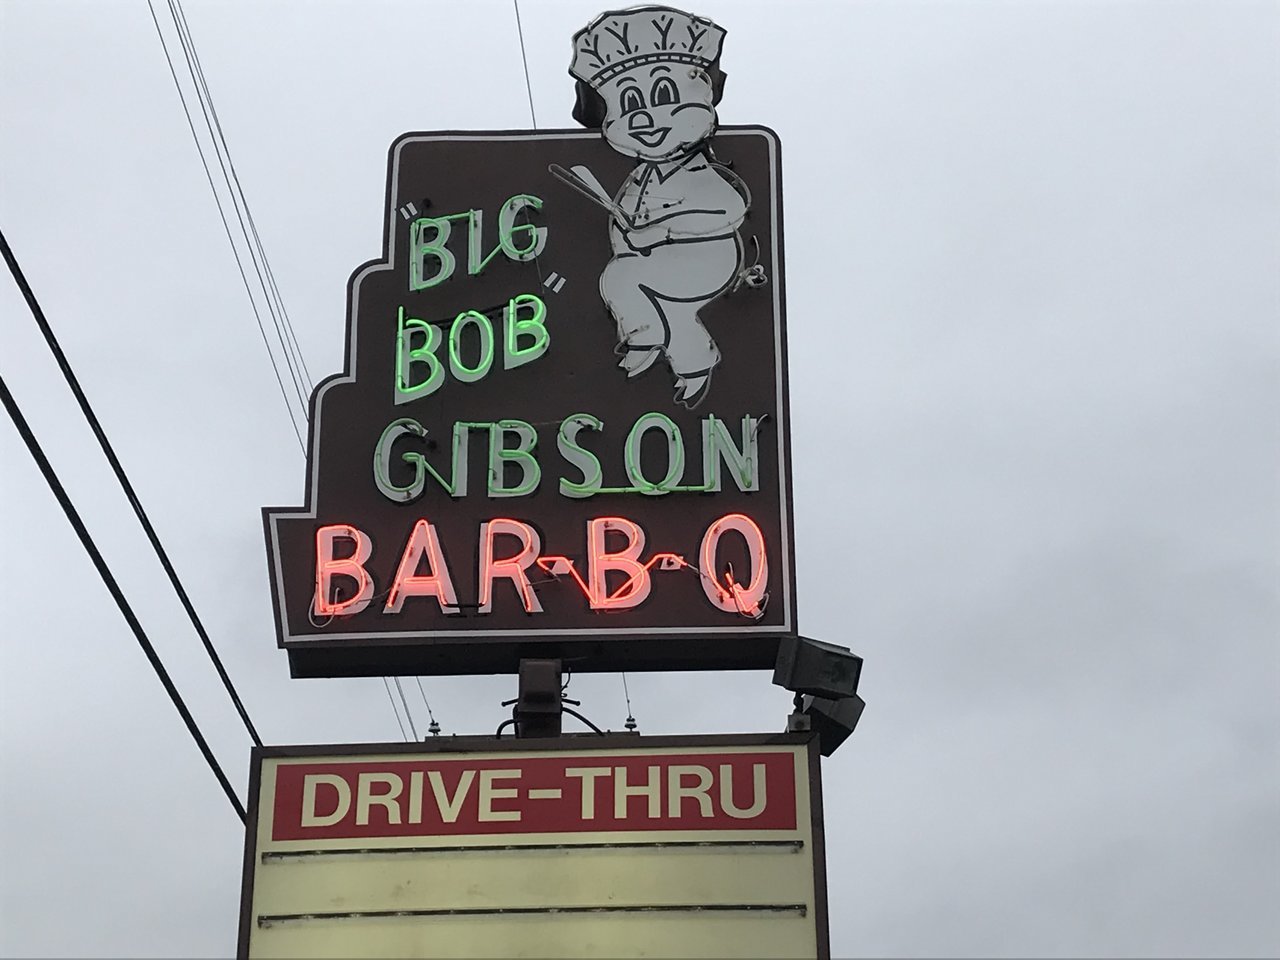 "BIG
BOB"
GIBSON
BAR-B-Q
DRIVE-THRU